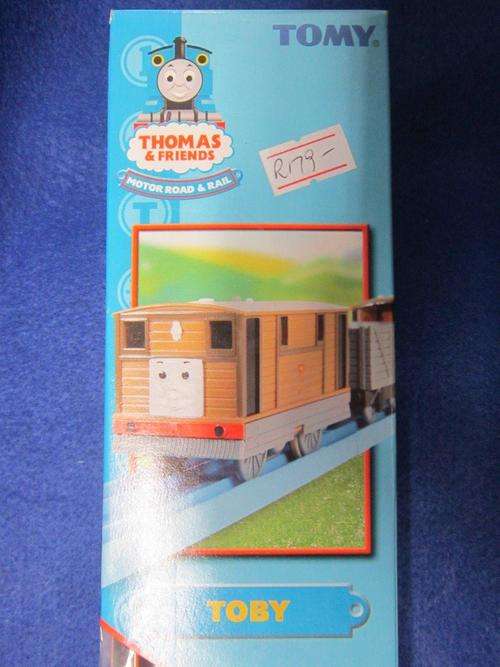 TOMY
THOMAS
& FRIENDS
MOTOR ROAD & RAIL
R179-
TOBY